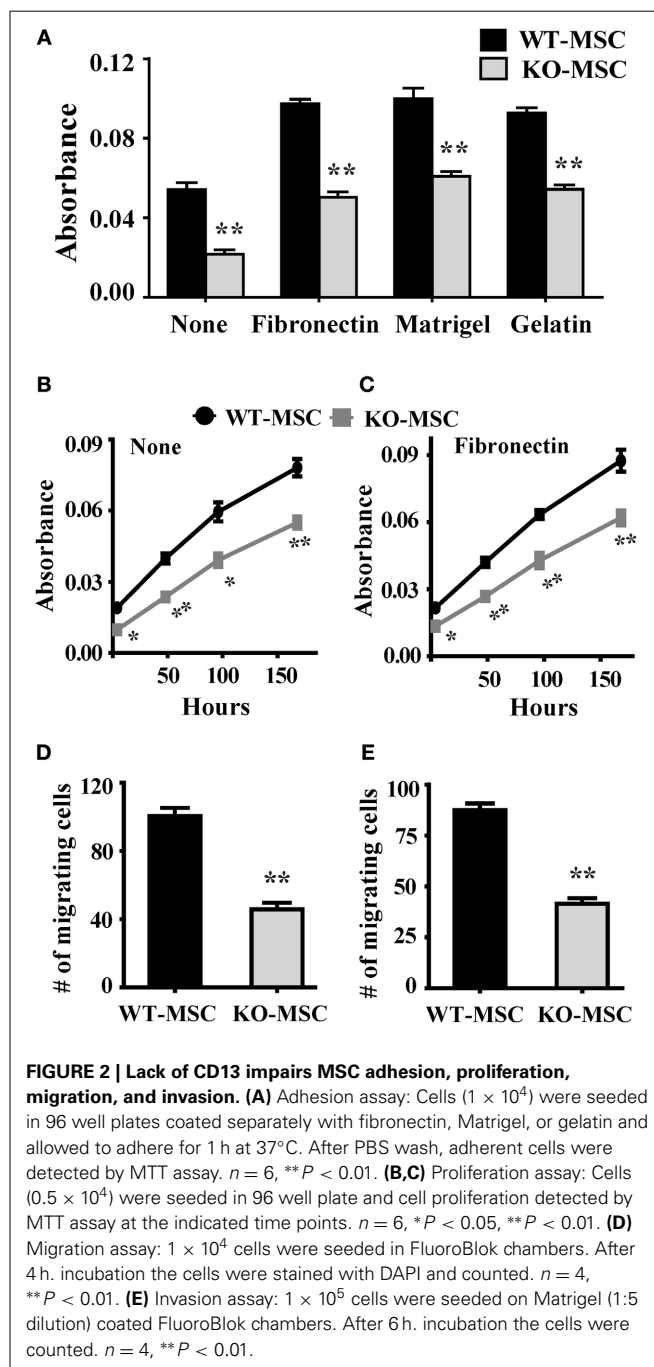 A
WT-MSC
KO-MSC
0.12
0.08
0.04
0.00
Absorbance
**
**
**
**
None Fibronectin Matrigel Gelatin
B
C
WT-MSC KO-MSC
None
0.09
0.06
0.03
0.00
Absorbance
*
**
*
**
50 100 150
Hours
Fibronectin
0.09
0.06
0.03
0.00
Absorbance
*
**
**
**
50 100 150
Hours
D
120
80
40
0
# of migrating cells
**
WT-MSC KO-MSC
E
100
75
50
25
0
# of migrating cells
**
WT-MSC KO-MSC
FIGURE 2 | Lack of CD13 impairs MSC adhesion, proliferation,
migration, and invasion. (A) Adhesion assay: Cells (1 × 10⁴) were seeded
in 96 well plates coated separately with fibronectin, Matrigel, or gelatin and
allowed to adhere for 1 h at 37°C. After PBS wash, adherent cells were
detected by MTT assay. n = 6, **P < 0.01. (B,C) Proliferation assay: Cells
(0.5 × 10⁴) were seeded in 96 well plate and cell proliferation detected by
MTT assay at the indicated time points. n = 6, *P < 0.05, **P < 0.01. (D)
Migration assay: 1 × 10⁴ cells were seeded in FluoroBlok chambers. After
4 h. incubation the cells were stained with DAPI and counted. n = 4,
**P < 0.01. (E) Invasion assay: 1 × 10⁵ cells were seeded on Matrigel (1:5
dilution) coated FluoroBlok chambers. After 6 h. incubation the cells were
counted. n = 4, **P < 0.01.